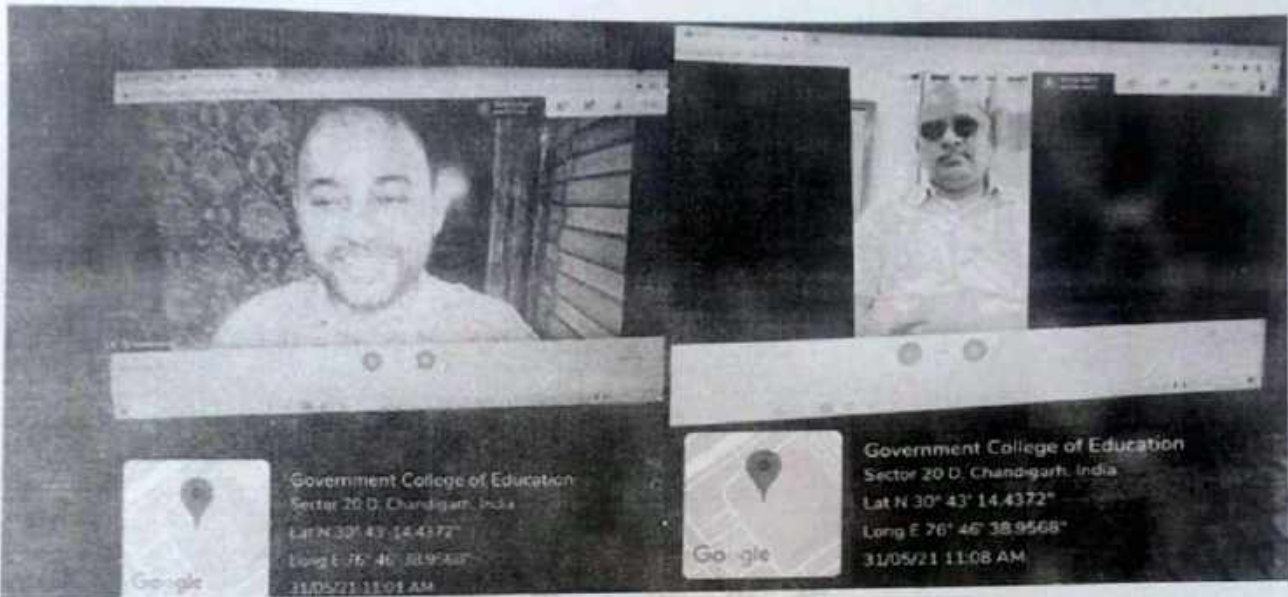 Government College of Education
Sector 20 D, Chandigarh, India
Lat N 30° 43' 14.4372"
Long E 76° 46' 38.9568"
31/05/21 11:01 AM
Google
Government College of Education
Sector 20 D, Chandigarh, India
Lat N 30° 43' 14.4372"
Long E 76° 46' 38.9568"
31/05/21 11:08 AM
Google